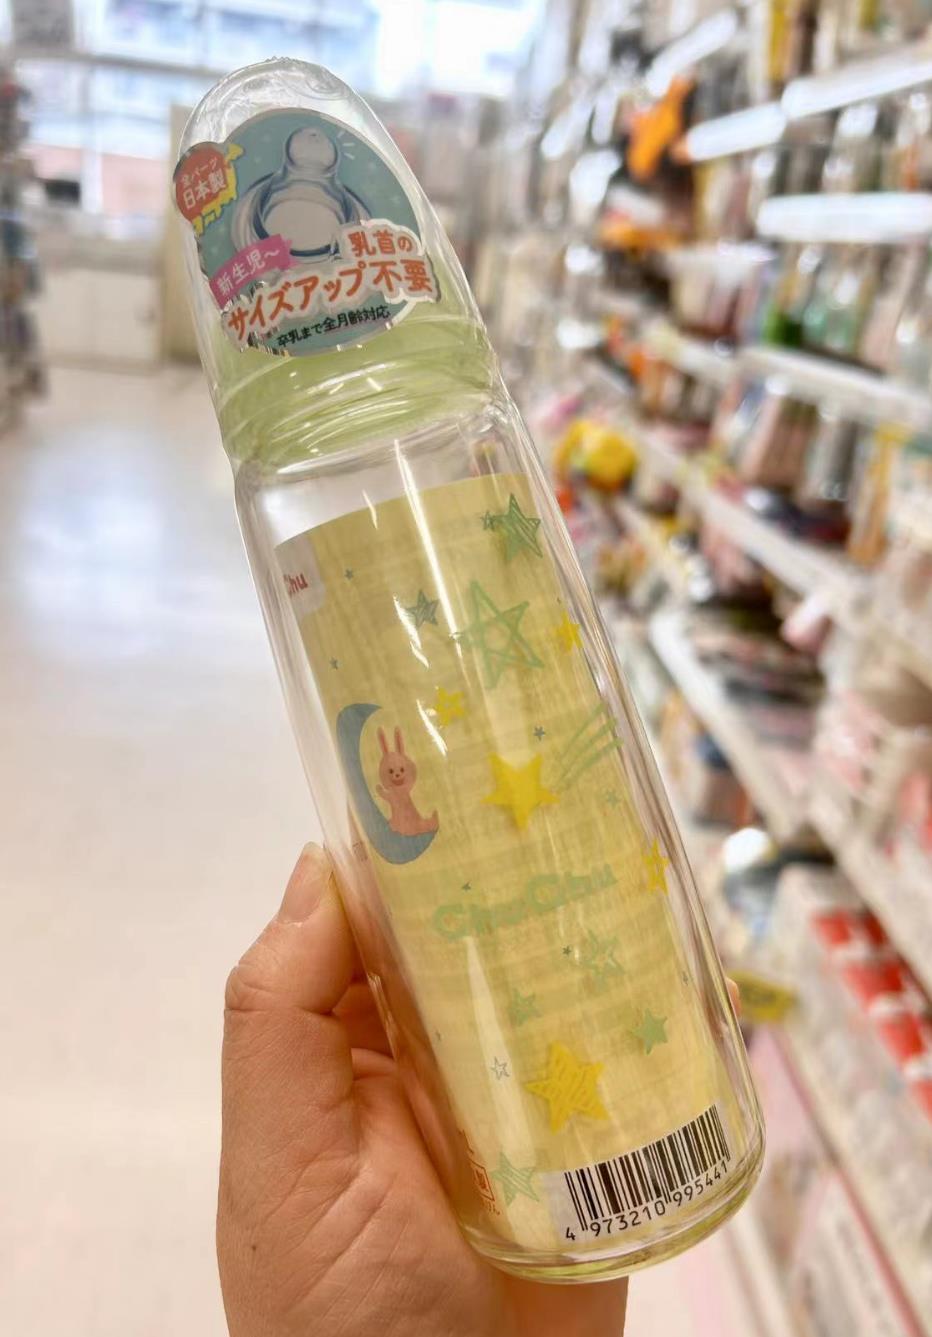 全パーツ
日本製
新生児〜
乳首の
サイズアップ不要
卒乳まで全月齢対応
Chu
ChuChu
4 973210 995441